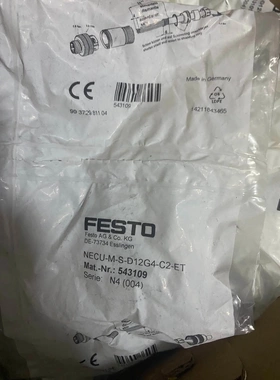 543109
Made in Germany
CE
FESTO
Festo AG & Co. KG
DE-73734 Esslingen
NECU-M-S-D12G4-C2-ET
Mat.-Nr.: 543109
Serie: N4 (004)